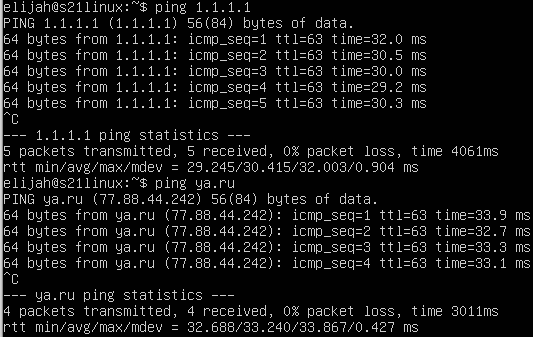 elijah@s21linux:~$ ping 1.1.1.1
PING 1.1.1.1 (1.1.1.1) 56(84) bytes of data.
64 bytes from 1.1.1.1: icmp_seq=1 ttl=63 time=32.0 ms
64 bytes from 1.1.1.1: icmp_seq=2 ttl=63 time=30.5 ms
64 bytes from 1.1.1.1: icmp_seq=3 ttl=63 time=30.0 ms
64 bytes from 1.1.1.1: icmp_seq=4 ttl=63 time=29.2 ms
64 bytes from 1.1.1.1: icmp_seq=5 ttl=63 time=30.3 ms
^C
--- 1.1.1.1 ping statistics ---
5 packets transmitted, 5 received, 0% packet loss, time 4061ms
rtt min/avg/max/mdev = 29.245/30.415/32.003/0.904 ms
elijah@s21linux:~$ ping ya.ru
PING ya.ru (77.88.44.242) 56(84) bytes of data.
64 bytes from ya.ru (77.88.44.242): icmp_seq=1 ttl=63 time=33.9 ms
64 bytes from ya.ru (77.88.44.242): icmp_seq=2 ttl=63 time=32.7 ms
64 bytes from ya.ru (77.88.44.242): icmp_seq=3 ttl=63 time=33.3 ms
64 bytes from ya.ru (77.88.44.242): icmp_seq=4 ttl=63 time=33.1 ms
^C
--- ya.ru ping statistics ---
4 packets transmitted, 4 received, 0% packet loss, time 3011ms
rtt min/avg/max/mdev = 32.688/33.240/33.867/0.427 ms